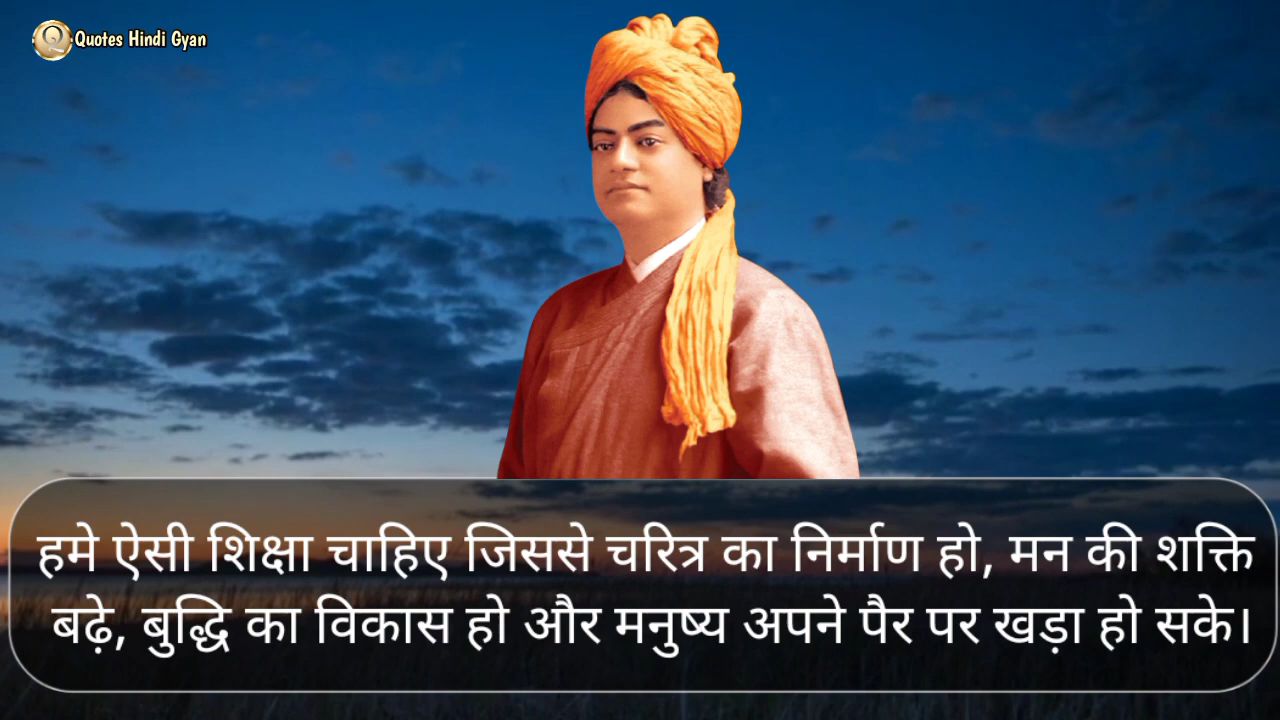 Quotes Hindi Gyan
हमे ऐसी शिक्षा चाहिए जिससे चरित्र का निर्माण हो, मन की शक्ति
बढ़े, बुद्धि का विकास हो और मनुष्य अपने पैर पर खड़ा हो सके।